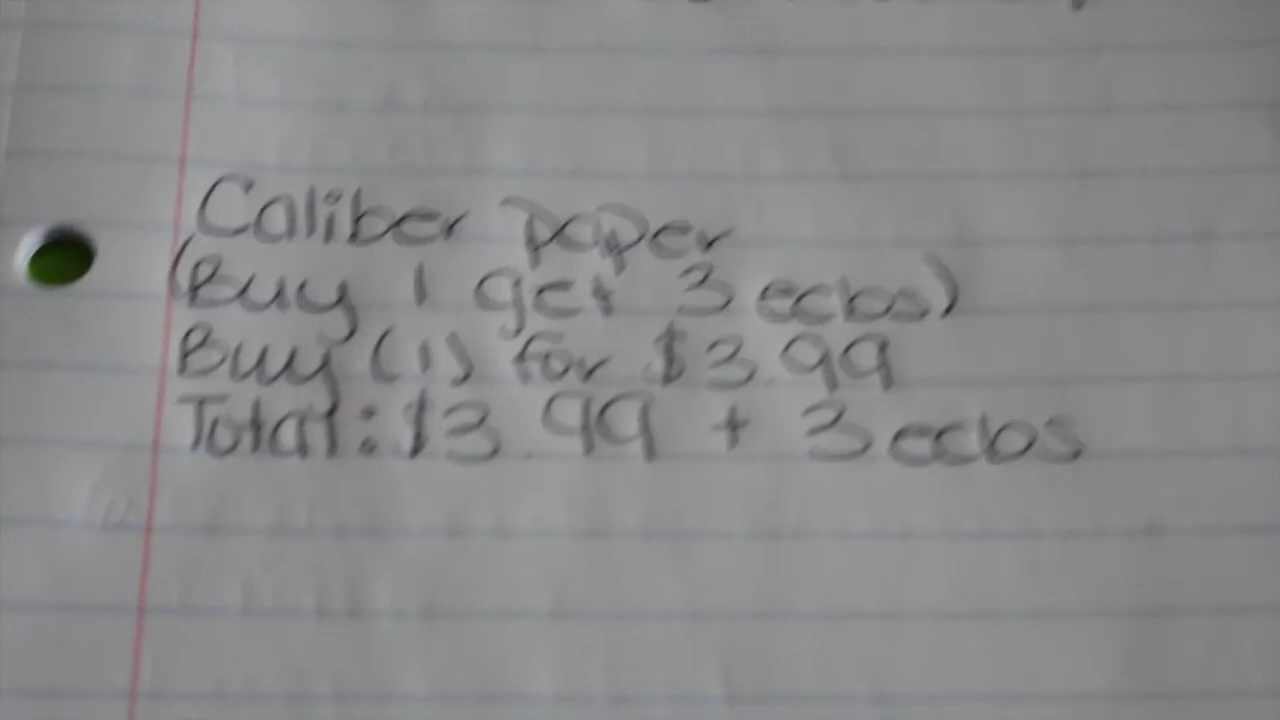 Caliber paper
(Buy 1 get 3 ecbs)
Buy (1) for $3.99
Total: $3.99 + 3 ecbs